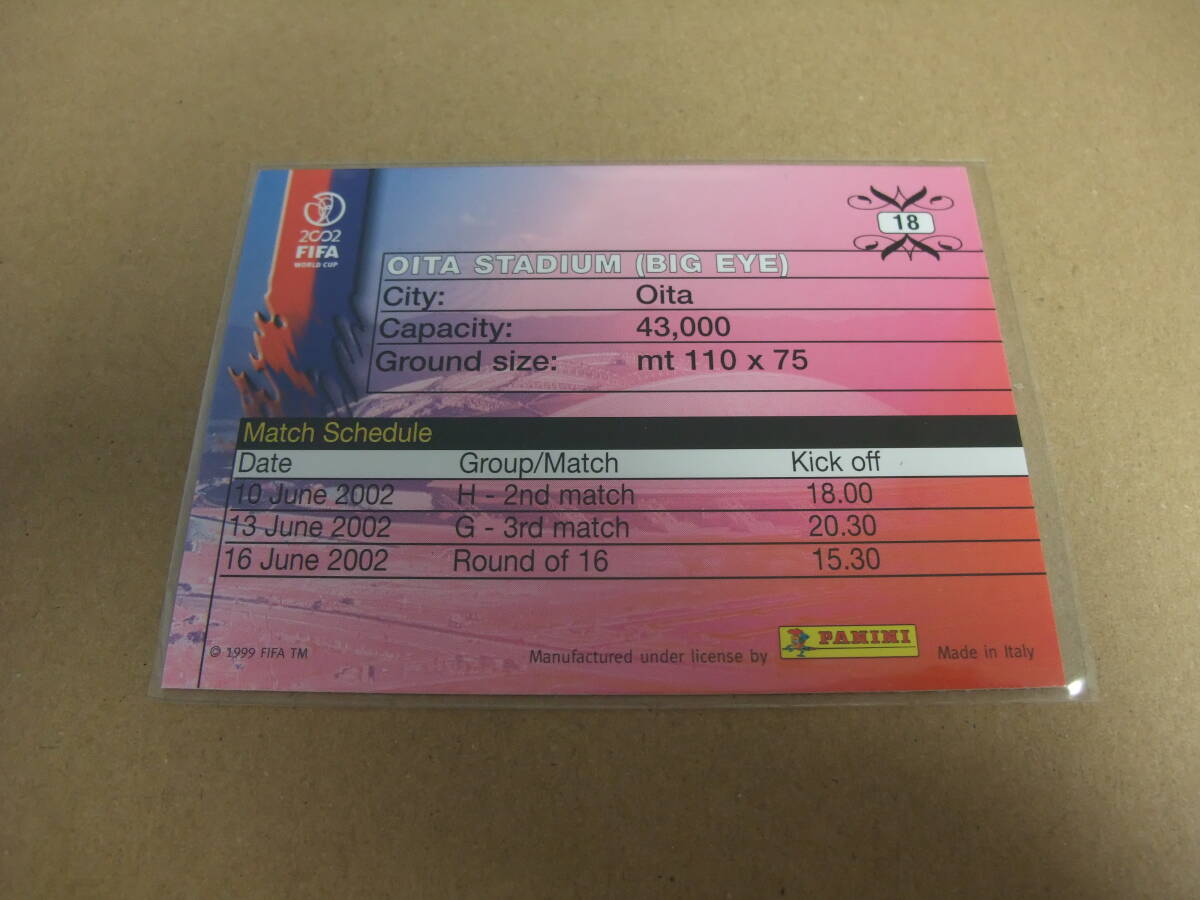 18
2002
FIFA
WORLD CUP
OITA STADIUM (BIG EYE)
City: Oita
Capacity: 43,000
Ground size: mt 110 x 75
Match Schedule
Date Group/Match Kick off
10 June 2002 H - 2nd match 18.00
13 June 2002 G - 3rd match 20.30
16 June 2002 Round of 16 15.30
© 1999 FIFA TM Manufactured under license by PANINI Made in Italy